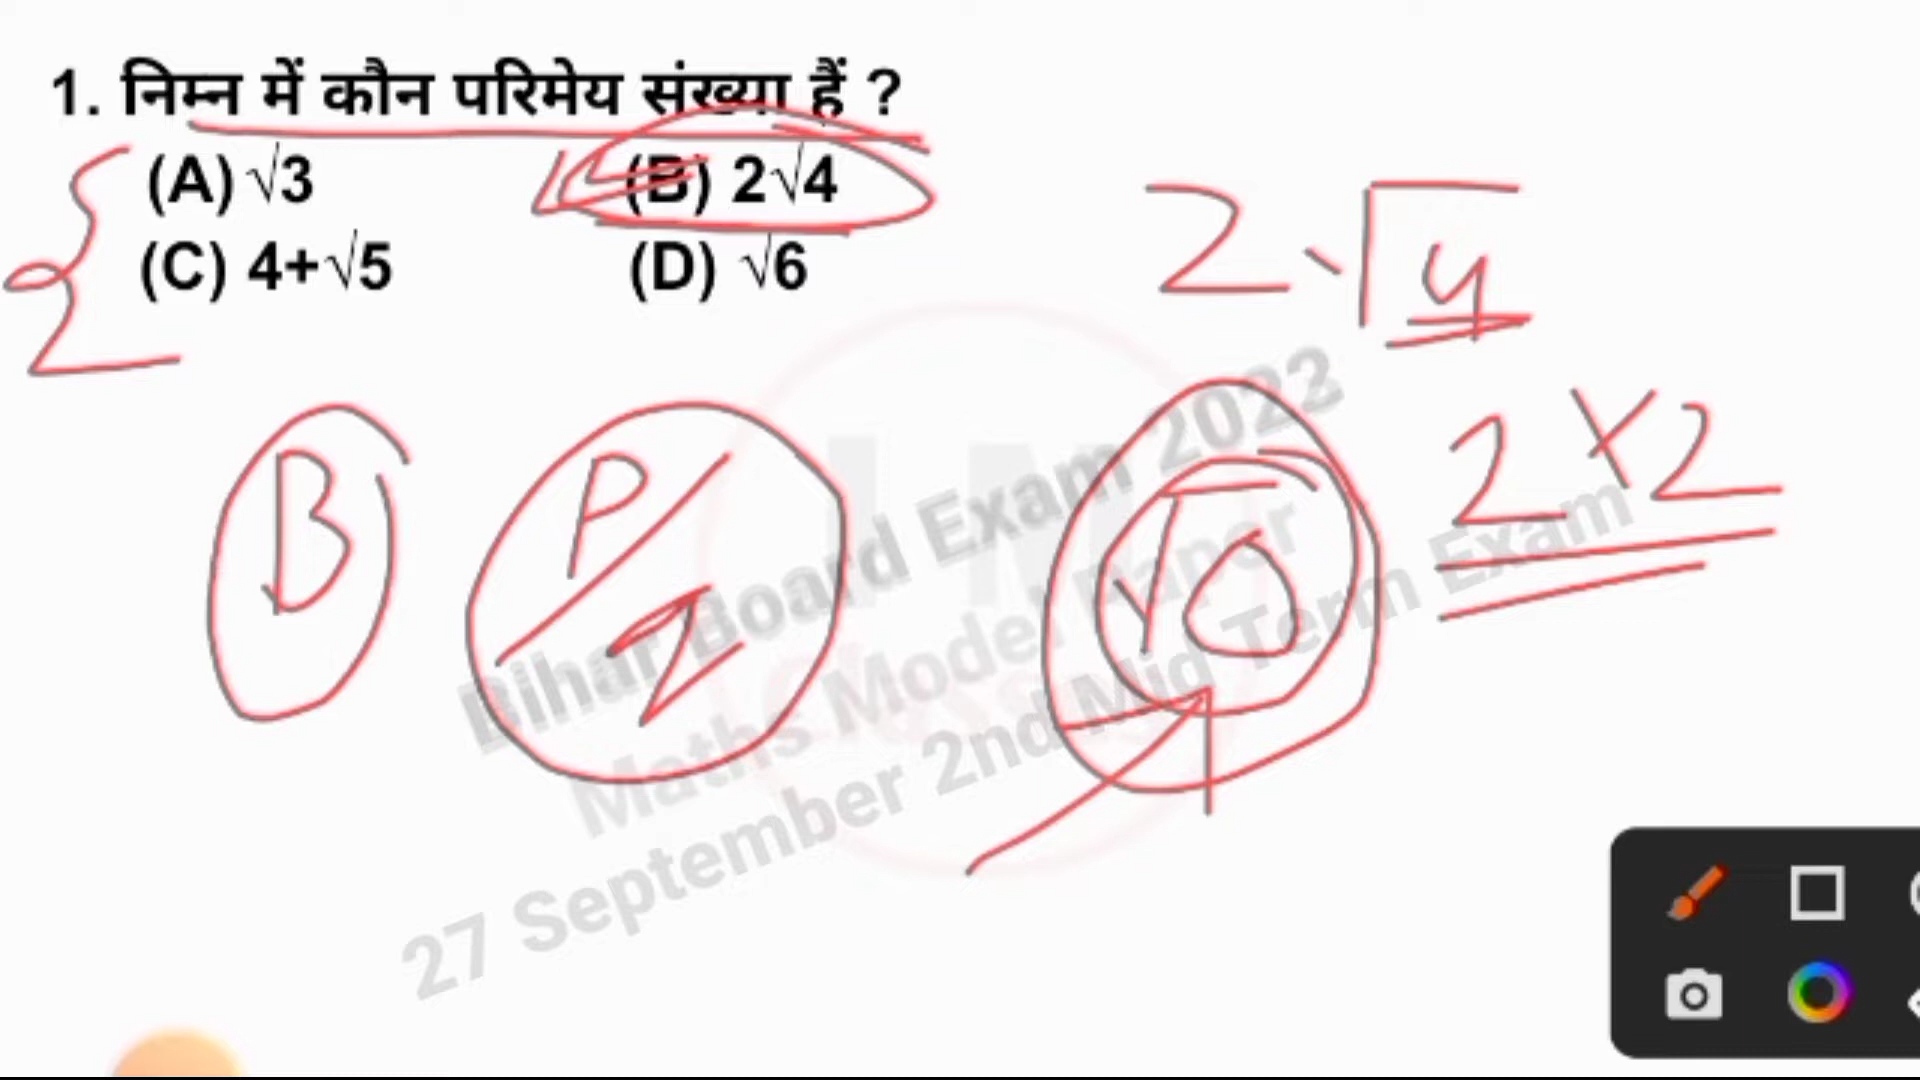 1. निम्न में कौन परिमेय संख्या हैं ?
(A) √3 (B) 2√4
(C) 4+√5 (D) √6
2√4
2×2
B P/q √0
Bihar Board Exam 2022
Maths Model Paper
27 September 2nd Mid Term Exam